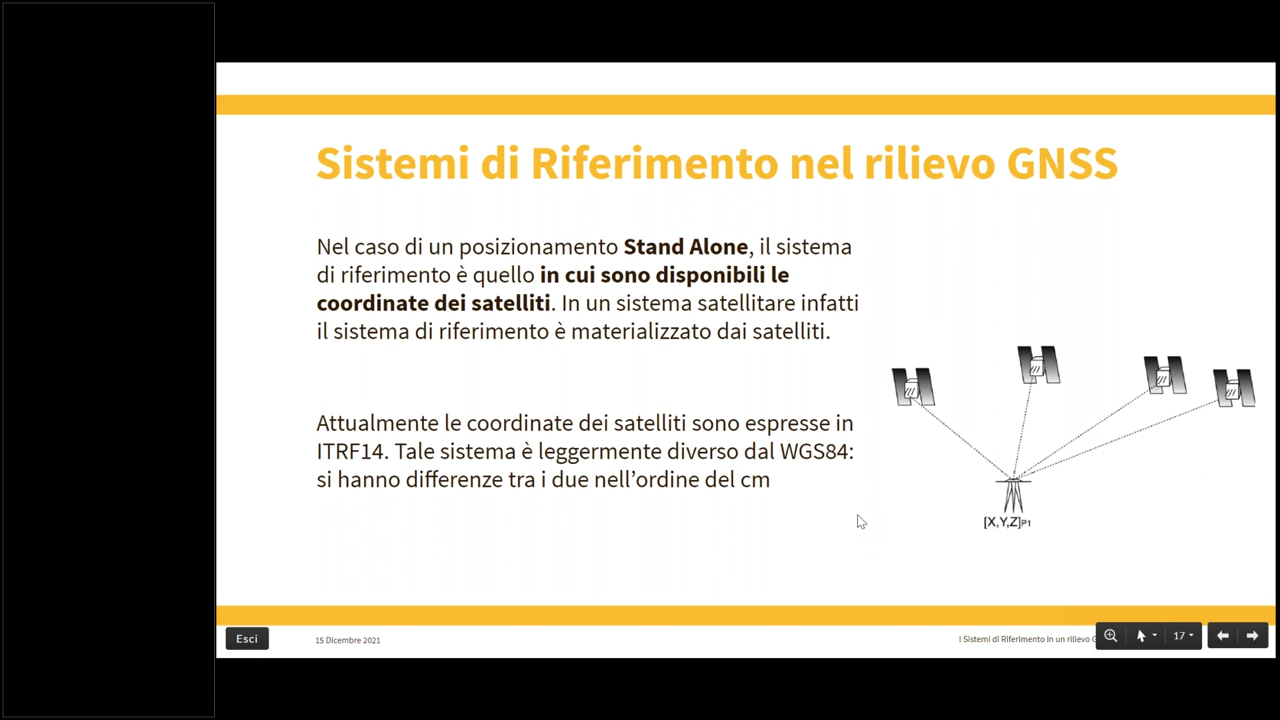 Sistemi di Riferimento nel rilievo GNSS
Nel caso di un posizionamento Stand Alone, il sistema
di riferimento è quello in cui sono disponibili le
coordinate dei satelliti. In un sistema satellitare infatti
il sistema di riferimento è materializzato dai satelliti.
Attualmente le coordinate dei satelliti sono espresse in
ITRF14. Tale sistema è leggermente diverso dal WGS84:
si hanno differenze tra i due nell’ordine del cm
[X,Y,Z]P1
Esci
15 Dicembre 2021
I Sistemi di Riferimento in un rilievo
17